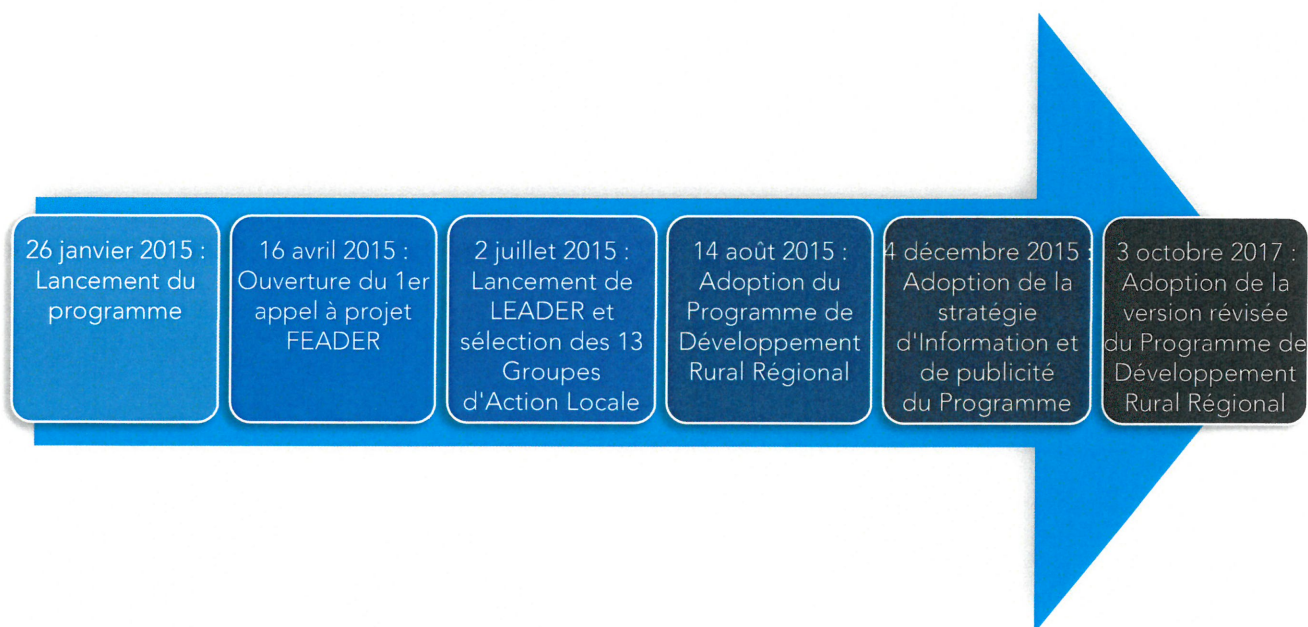 26 janvier 2015 :
Lancement du
programme
16 avril 2015 :
Ouverture du 1er
appel à projet
FEADER
2 juillet 2015 :
Lancement de
LEADER et
sélection des 13
Groupes
d'Action Locale
14 août 2015 :
Adoption du
Programme de
Développement
Rural Régional
4 décembre 2015 :
Adoption de la
stratégie
d'Information et
de publicité
du Programme
3 octobre 2017 :
Adoption de la
version révisée
du Programme de
Développement
Rural Régional